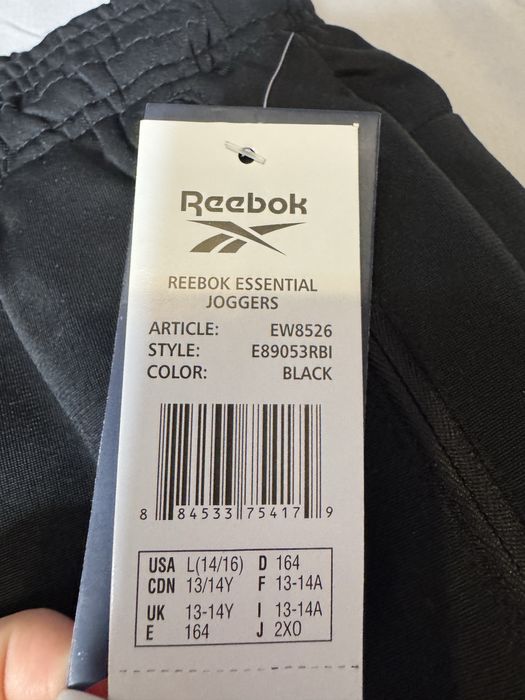 Reebok
REEBOK ESSENTIAL
JOGGERS
ARTICLE: EW8526
STYLE: E89053RBI
COLOR: BLACK
8 84533 75417 9
USA L(14/16) D 164
CDN 13/14Y F 13-14A
UK 13-14Y I 13-14A
E 164 J 2XO